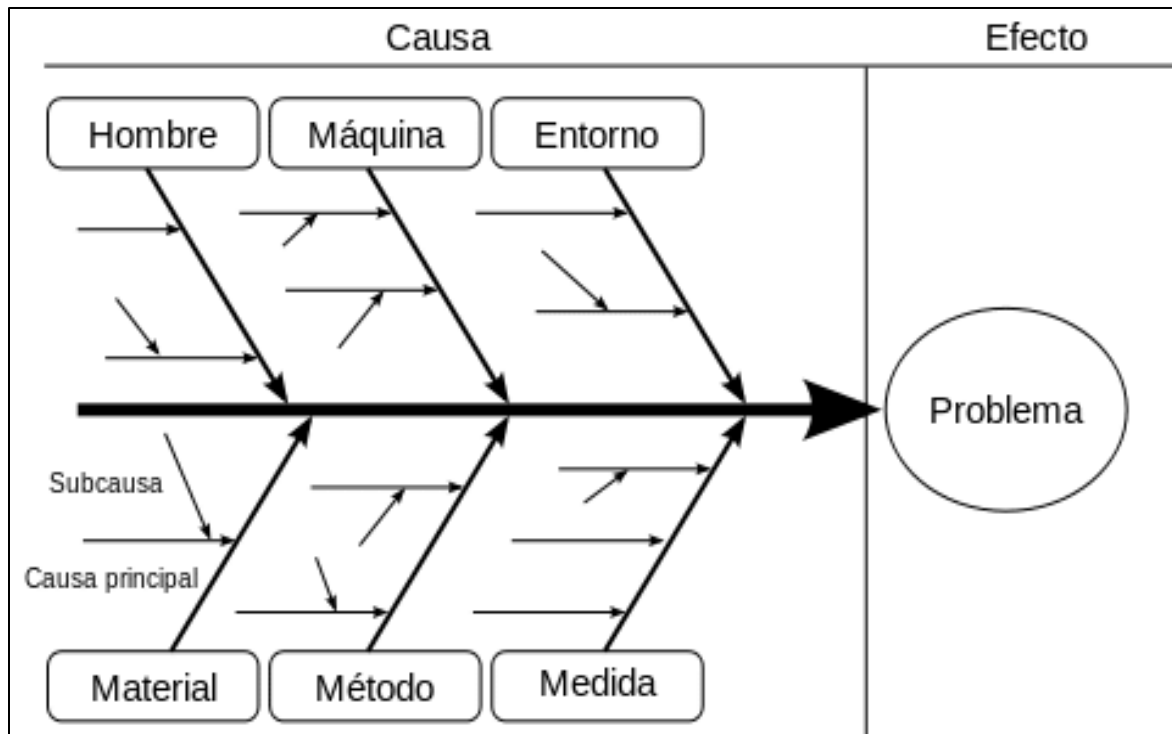 Causa
Efecto
Hombre
Máquina
Entorno
Problema
Subcausa
Causa principal
Material
Método
Medida